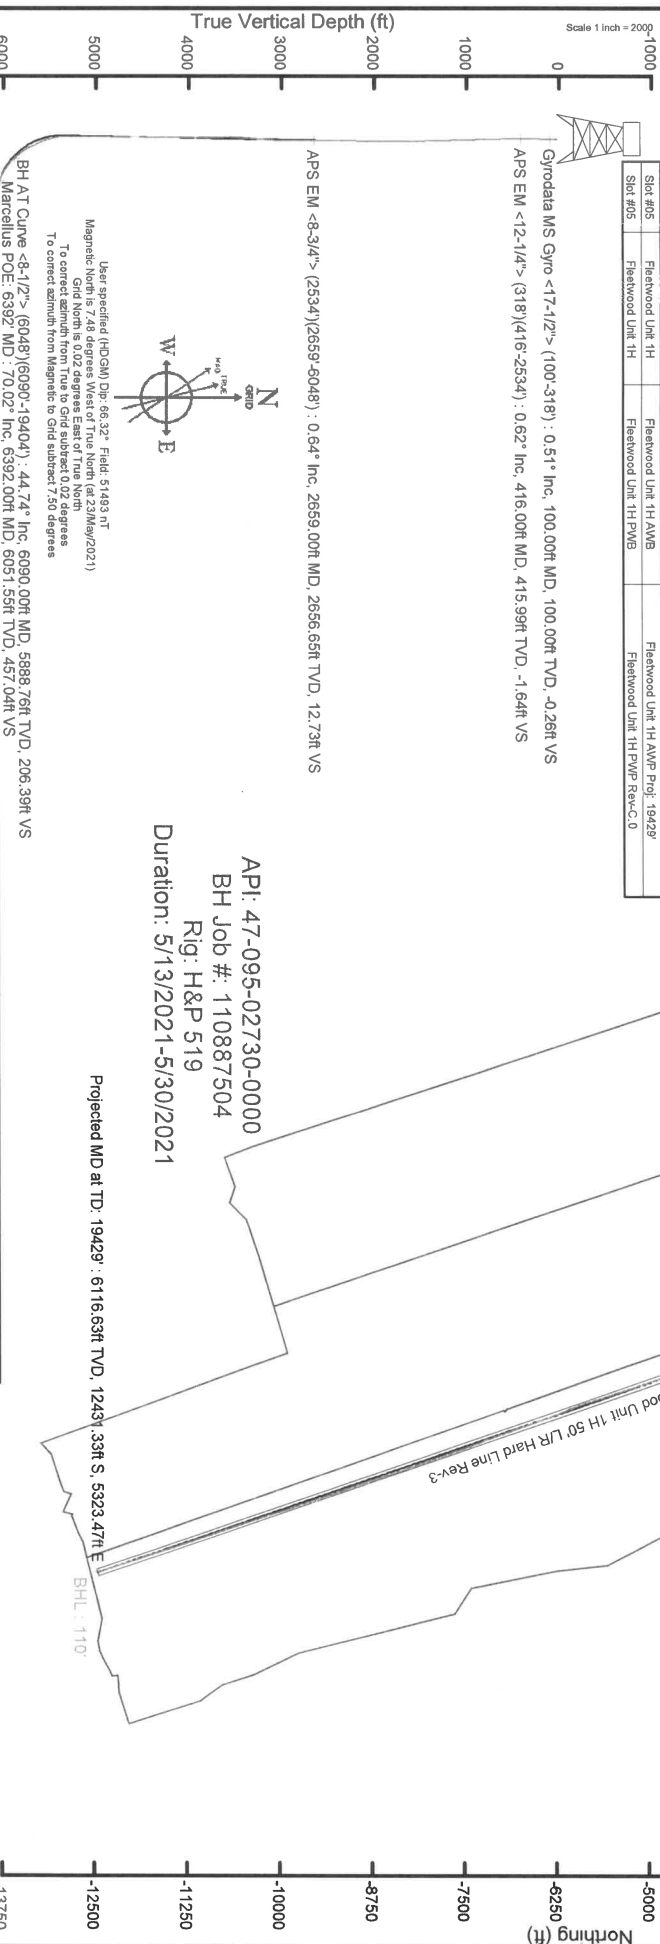 Scale 1 inch = 2000
True Vertical Depth (ft)
-1000
0
1000
2000
3000
4000
5000
6000
Slot #05 Fleetwood Unit 1H Fleetwood Unit 1H AWB Fleetwood Unit 1H AWP Proj: 19429'
Slot #05 Fleetwood Unit 1H Fleetwood Unit 1H PWB Fleetwood Unit 1H PWP Rev-C.0
Gyrodata MS Gyro <17-1/2"> (100'-318') : 0.51° Inc, 100.00ft MD, 100.00ft TVD, -0.26ft VS
APS EM <12-1/4"> (318')(416'-2534') : 0.62° Inc, 416.00ft MD, 415.99ft TVD, -1.64ft VS
APS EM <8-3/4"> (2534')(2659'-6048') : 0.64° Inc, 2659.00ft MD, 2656.65ft TVD, 12.73ft VS
N
GRID
TRUE
MAG
W
E
User specified (HDGM) Dip: 66.32° Field: 51493 nT
Magnetic North is 7.48 degrees West of True North (at 23/May/2021)
Grid North is 0.02 degrees East of True North
To correct azimuth from True to Grid subtract 0.02 degrees
To correct azimuth from Magnetic to Grid subtract 7.50 degrees
BH AT Curve <8-1/2"> (6048')(6090'-19404') : 44.74° Inc, 6090.00ft MD, 5888.76ft TVD, 206.39ft VS
Marcellus POE: 6392' MD : 70.02° Inc, 6392.00ft MD, 6051.55ft TVD, 457.04ft VS
API: 47-095-02730-0000
BH Job #: 110887504
Rig: H&P 519
Duration: 5/13/2021-5/30/2021
Projected MD at TD: 19429' : 6116.63ft TVD, 12431.33ft S, 5323.47ft E
BHL : 110'
ood Unit 1H 50' L/R Hard Line Rev-3
Northing (ft)
-5000
-6250
-7500
-8750
-10000
-11250
-12500
-13750